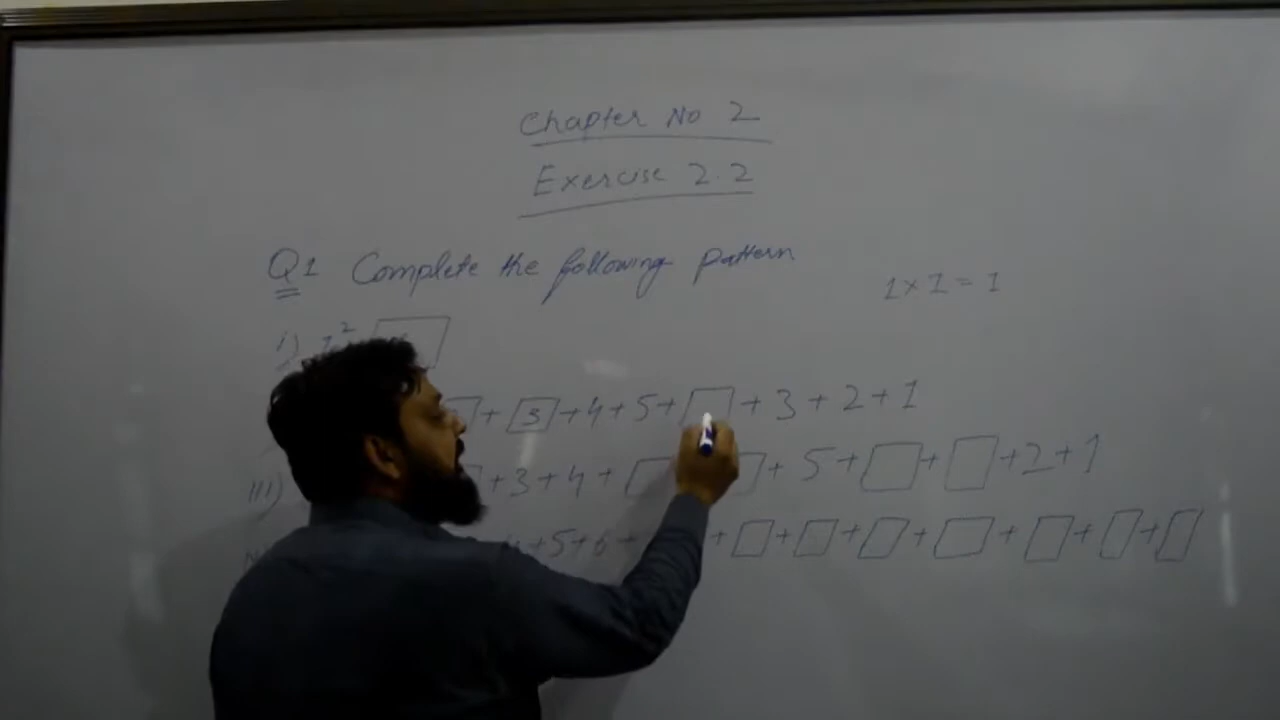 Chapter No 2
Exercise 2.2
Q1 Complete the following pattern
1×1=1
i) 1²
+ 3 + 4 + 5 + □ + 3 + 2 + 1
III) □ + 3 + 4 + □ □ + 5 + □ + □ + 2 + 1
+ 5 + 6 + + □ + □ + □ + □ + □ + □ + □